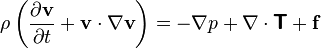 ρ(∂v/∂t + v · ∇v) = −∇p + ∇ · T + f